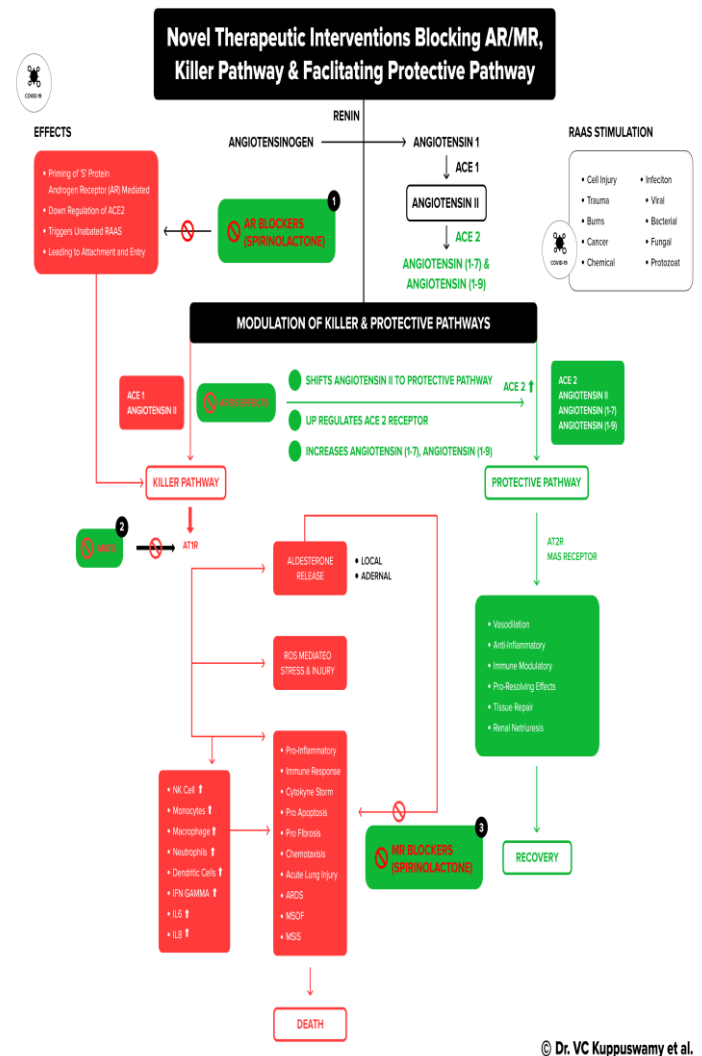 Novel Therapeutic Interventions Blocking AR/MR,
Killer Pathway & Faclitating Protective Pathway
COVID-19
RENIN
EFFECTS
ANGIOTENSINOGEN
ANGIOTENSIN 1
RAAS STIMULATION
• Priming of 'S' Protein
Androgen Receptor (AR) Mediated
• Down Regulation of ACE2
• Triggers Unabated RAAS
• Leading to Attachment and Entry
1
AR BLOCKERS
(SPIRINOLACTONE)
ACE 1
ANGIOTENSIN II
ACE 2
ANGIOTENSIN (1-7) &
ANGIOTENSIN (1-9)
• Cell Injury
• Trauma
• Burns
• Cancer
• Chemical
• Infeciton
• Viral
• Bacterial
• Fungal
• Protozoat
COVID-19
MODULATION OF KILLER & PROTECTIVE PATHWAYS
ACE 1
ANGIOTENSIN II
SHIFTS ANGIOTENSIN II TO PROTECTIVE PATHWAY
UP REGULATES ACE 2 RECEPTOR
INCREASES ANGIOTENSIN (1-7), ANGIOTENSIN (1-9)
ACE 2 ⬆
ACE 2
ANGIOTENSIN II
ANGIOTENSIN (1-7)
ANGIOTENSIN (1-9)
KILLER PATHWAY
PROTECTIVE PATHWAY
2
AT1R
AT2R
MAS RECEPTOR
ALDESTERONE
RELEASE
• LOCAL
• ADERNAL
ROS MEDIATEO
STRESS & INJURY
• Vasodilation
• Anti-Inflammatory
• Immune Modulatory
• Pro-Resolving Effects
• Tissue Repair
• Renal Netriuresis
• NK Cell ⬆
• Monocytes ⬆
• Macrophage ⬆
• Neutrophils ⬆
• Dendritic Cells ⬆
• IFN GAMMA ⬆
• IL6 ⬆
• IL8 ⬆
• Pro-Inflammatory
• Immune Response
• Cytokyne Storm
• Pro Apoptosis
• Pro Fibrosis
• Chemotaxisis
• Acute Lung Injury
• ARDS
• MSOF
• MSIS
3
MR BLOCKERS
(SPIRINOLACTONE)
RECOVERY
DEATH
© Dr. VC Kuppuswamy et al.